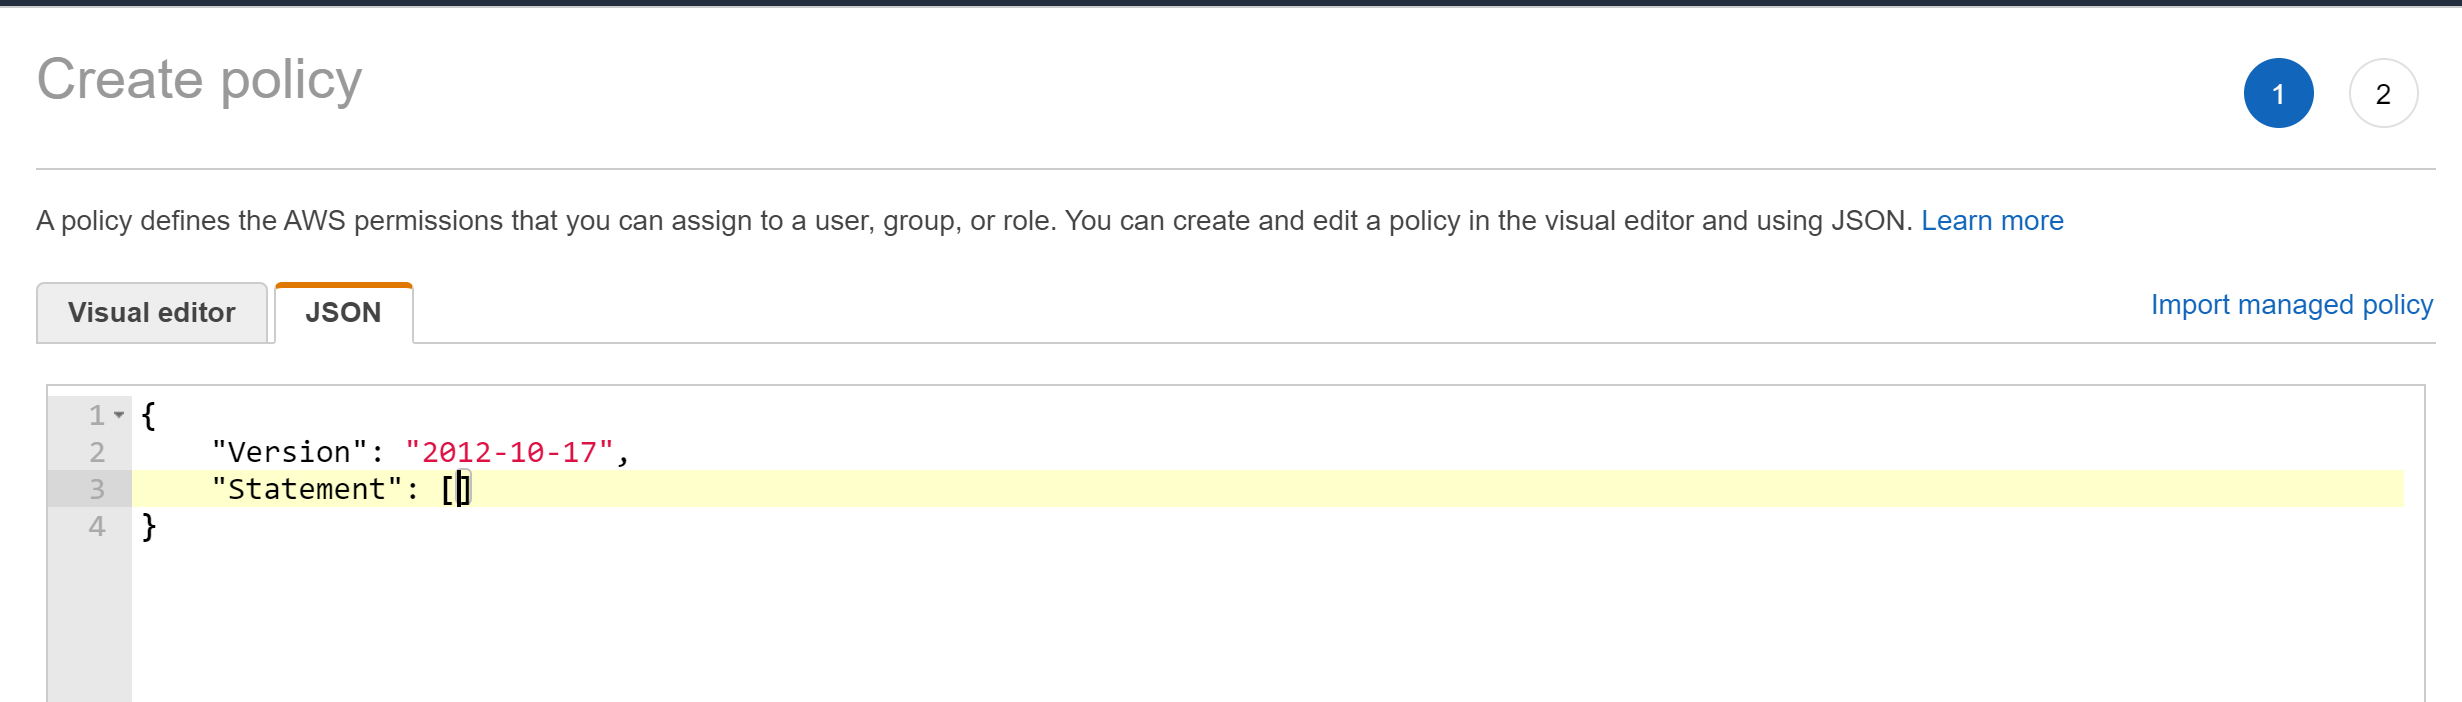 Create policy
1 2
A policy defines the AWS permissions that you can assign to a user, group, or role. You can create and edit a policy in the visual editor and using JSON. Learn more
Visual editor JSON Import managed policy
1 {
2 "Version": "2012-10-17",
3 "Statement": []
4 }